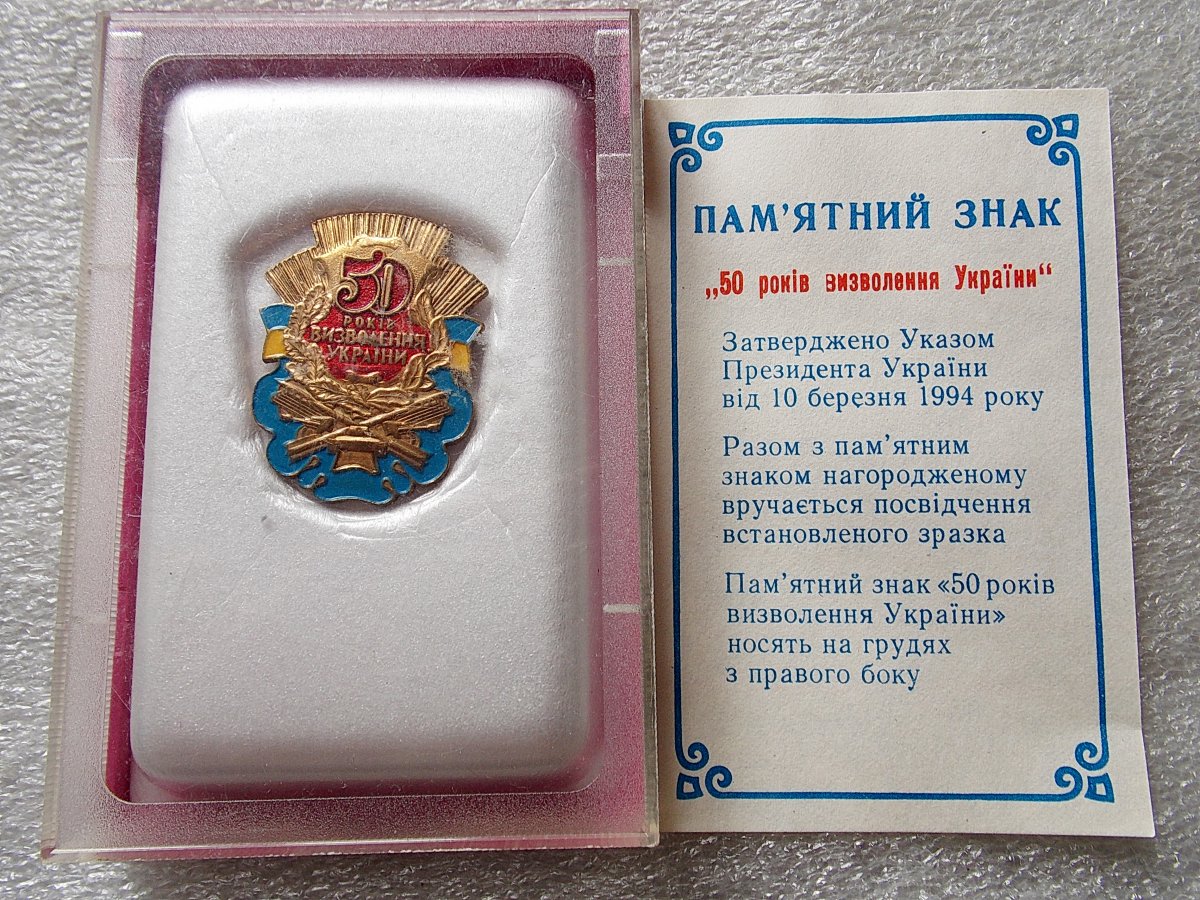 50
РОКІВ
ВИЗВОЛЕННЯ
УКРАЇНИ
ПАМ'ЯТНИЙ ЗНАК
„50 років визволення України“
Затверджено Указом
Президента України
від 10 березня 1994 року
Разом з пам'ятним
знаком нагородженому
вручається посвідчення
встановленого зразка
Пам'ятний знак «50 років
визволення України»
носять на грудях
з правого боку